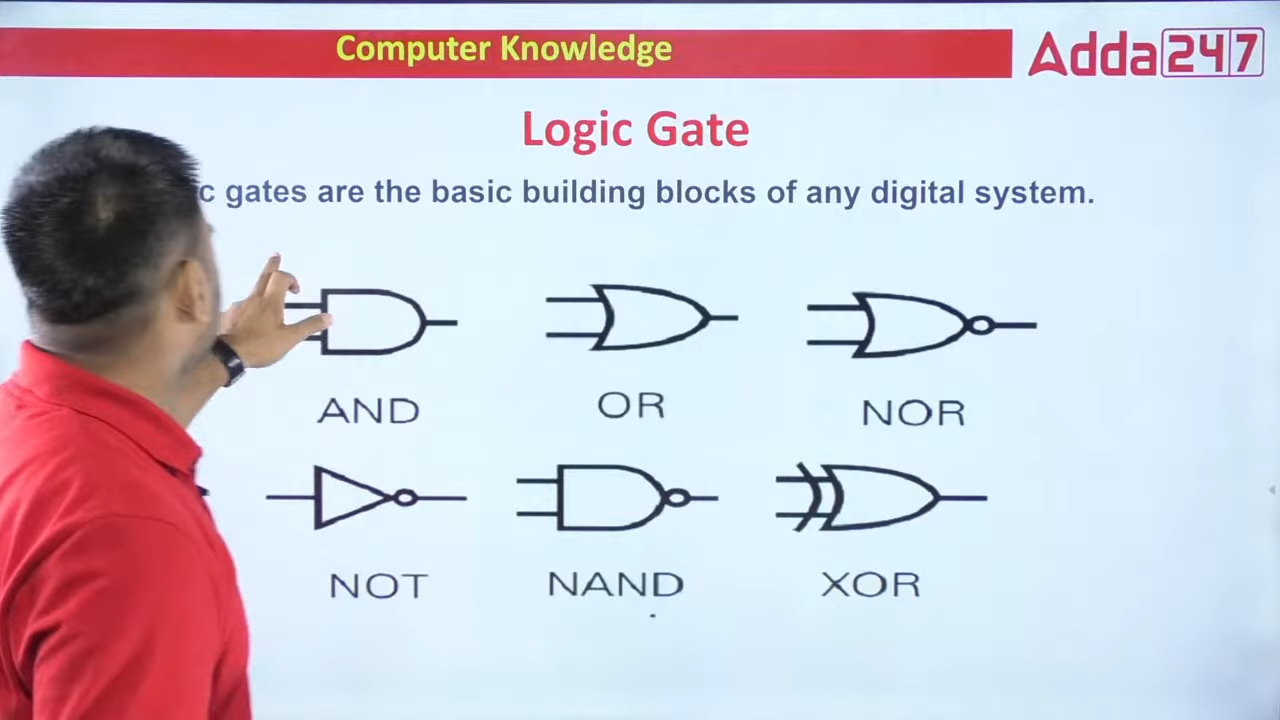 Computer Knowledge
Adda247
Logic Gate
c gates are the basic building blocks of any digital system.
AND
OR
NOR
NOT
NAND
XOR